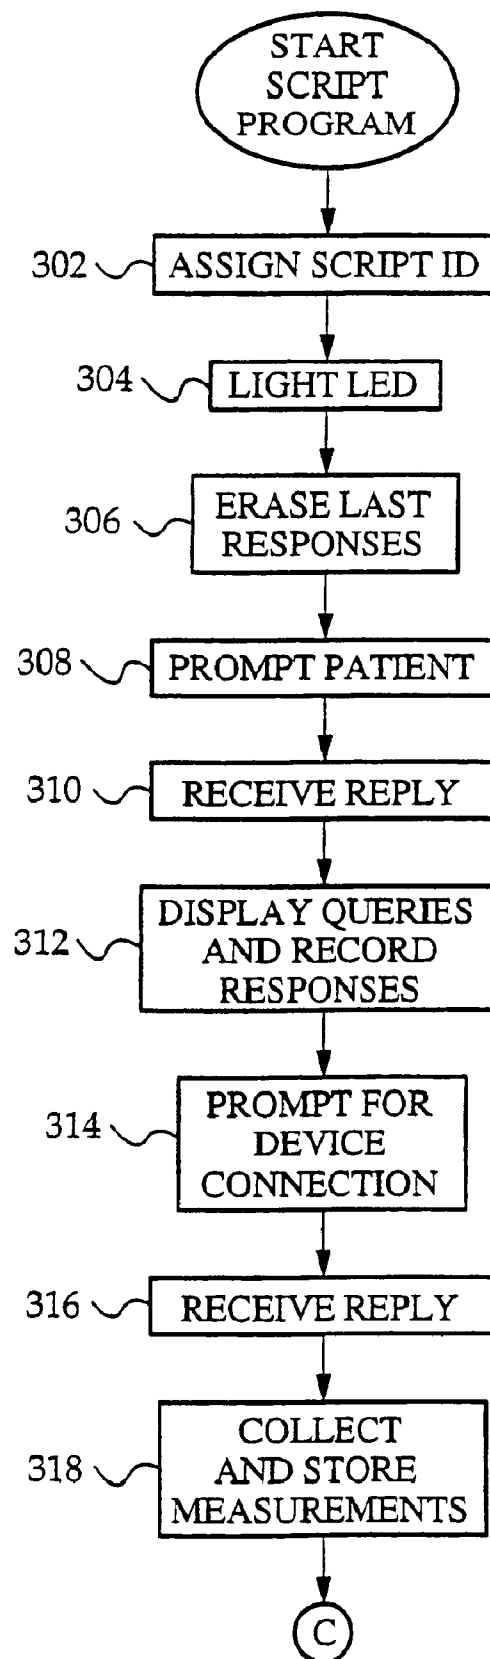 START
SCRIPT
PROGRAM
302
ASSIGN SCRIPT ID
304
LIGHT LED
306
ERASE LAST
RESPONSES
308
PROMPT PATIENT
310
RECEIVE REPLY
312
DISPLAY QUERIES
AND RECORD
RESPONSES
314
PROMPT FOR
DEVICE
CONNECTION
316
RECEIVE REPLY
318
COLLECT
AND STORE
MEASUREMENTS
C